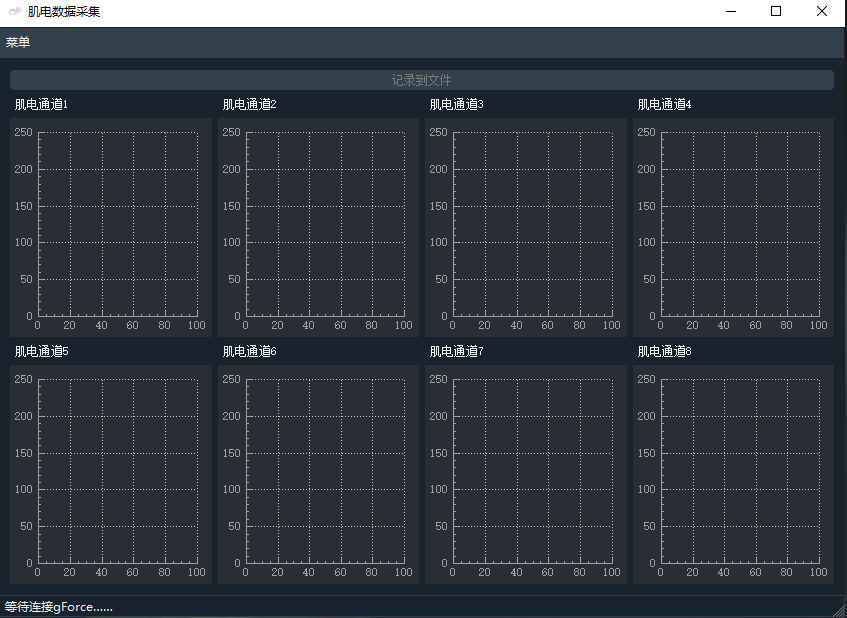 肌电数据采集
菜单
记录到文件
肌电通道1 肌电通道2 肌电通道3 肌电通道4
250 250 250 250
200 200 200 200
150 150 150 150
100 100 100 100
50 50 50 50
0 0 0 0
0 20 40 60 80 100 0 20 40 60 80 100 0 20 40 60 80 100 0 20 40 60 80 100
肌电通道5 肌电通道6 肌电通道7 肌电通道8
250 250 250 250
200 200 200 200
150 150 150 150
100 100 100 100
50 50 50 50
0 0 0 0
0 20 40 60 80 100 0 20 40 60 80 100 0 20 40 60 80 100 0 20 40 60 80 100
等待连接gForce......